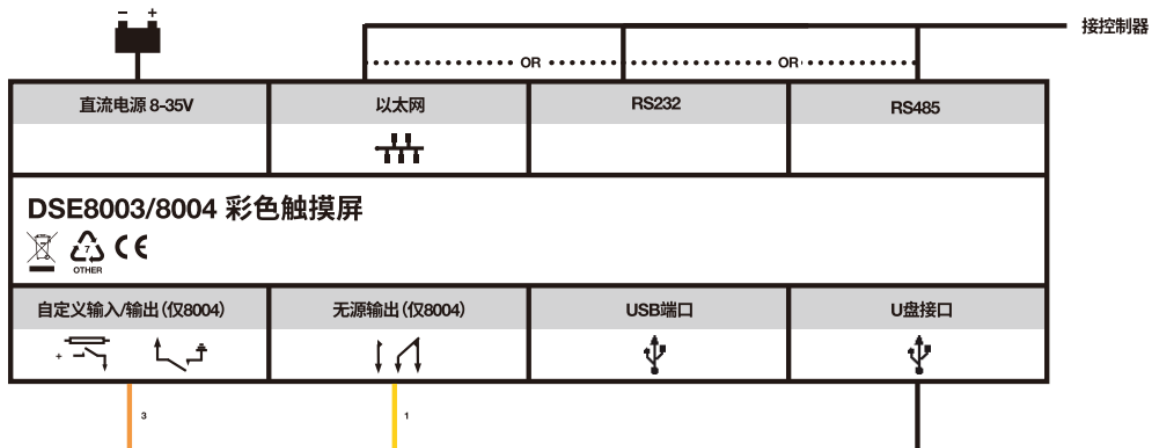 - +
接控制器
OR OR
直流电源 8-35V 以太网 RS232 RS485
DSE8003/8004 彩色触摸屏
7
OTHER
CE
自定义输入/输出(仅8004) 无源输出(仅8004) USB端口 U盘接口
+
3 1